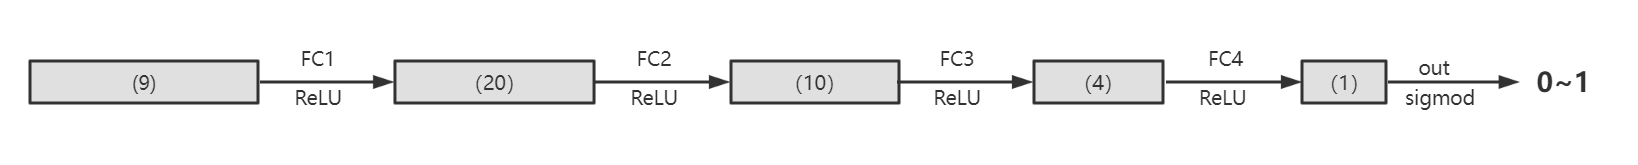 (9)
FC1
ReLU
(20)
FC2
ReLU
(10)
FC3
ReLU
(4)
FC4
ReLU
(1)
out
sigmod
0~1